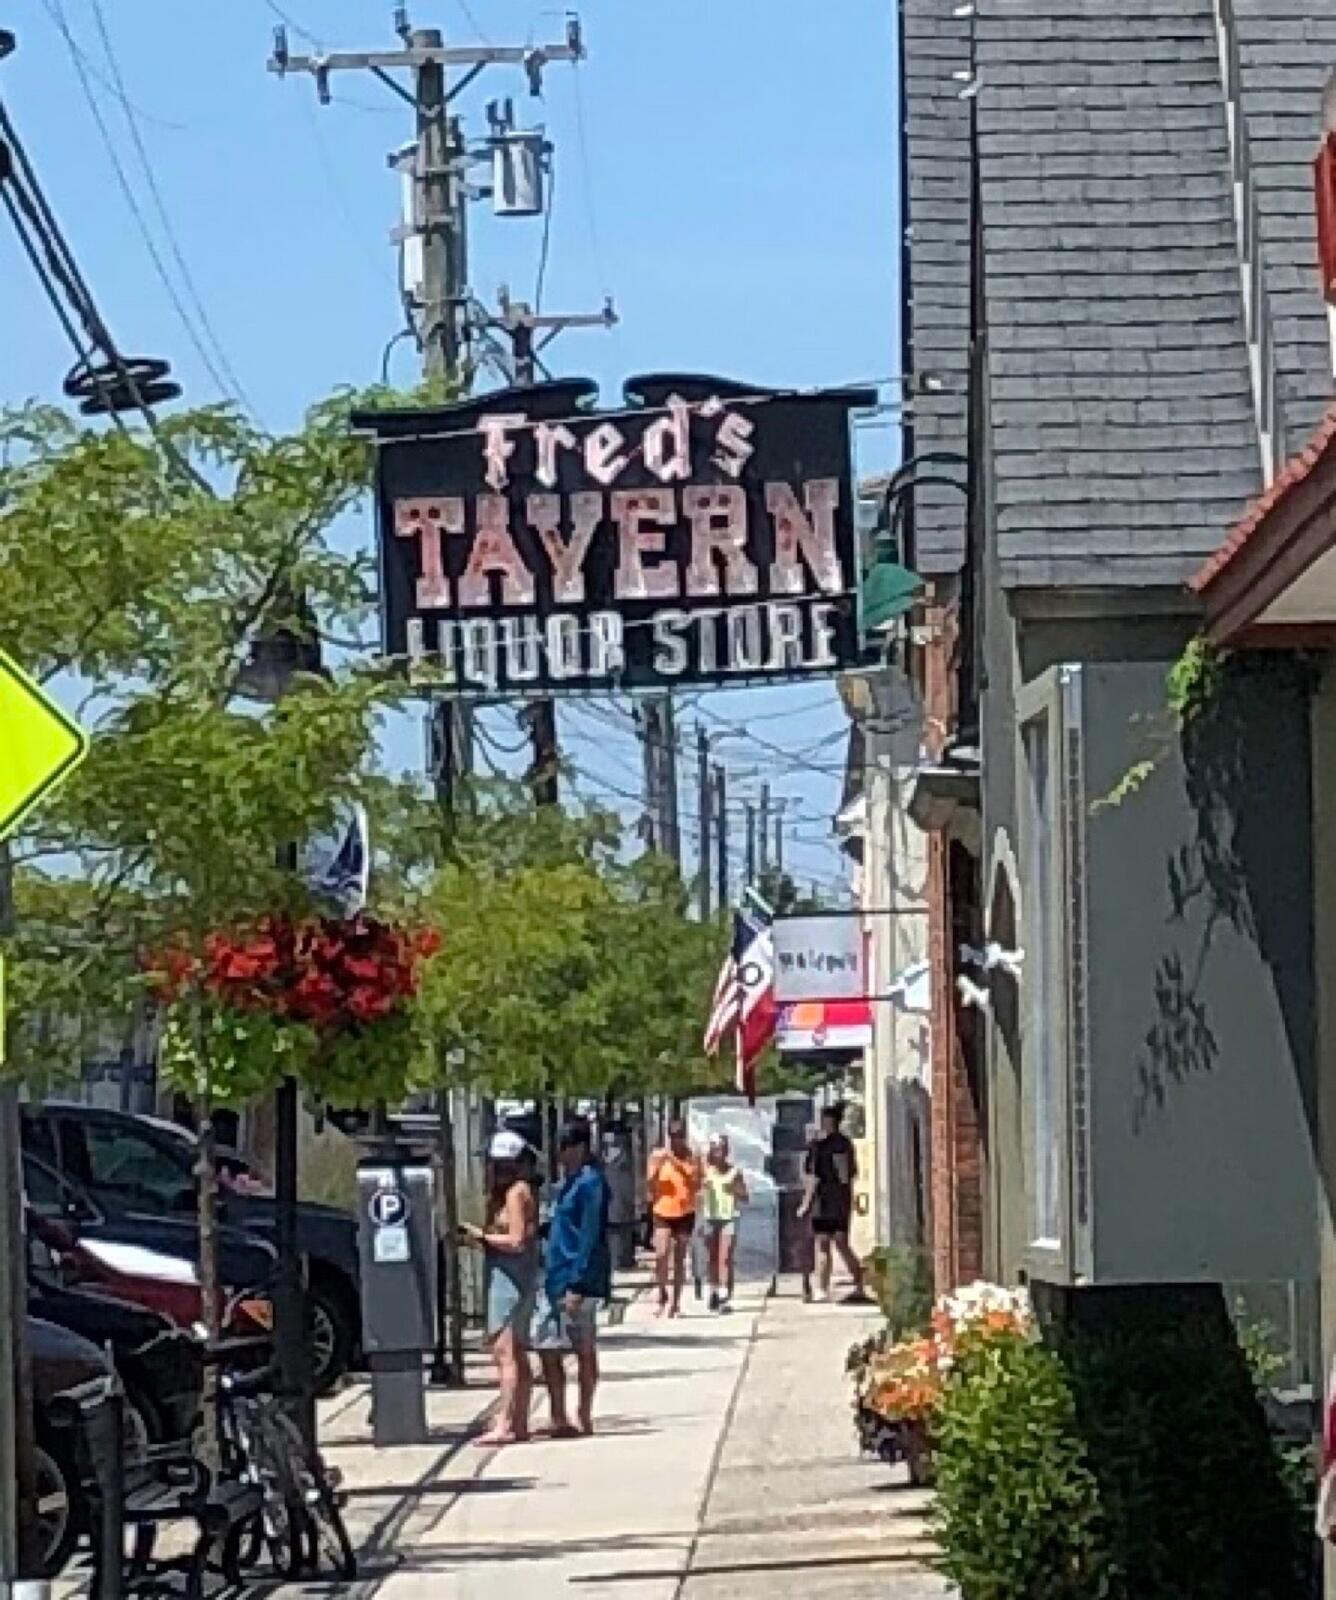 Fred's
TAVERN
LIQUOR STORE
P